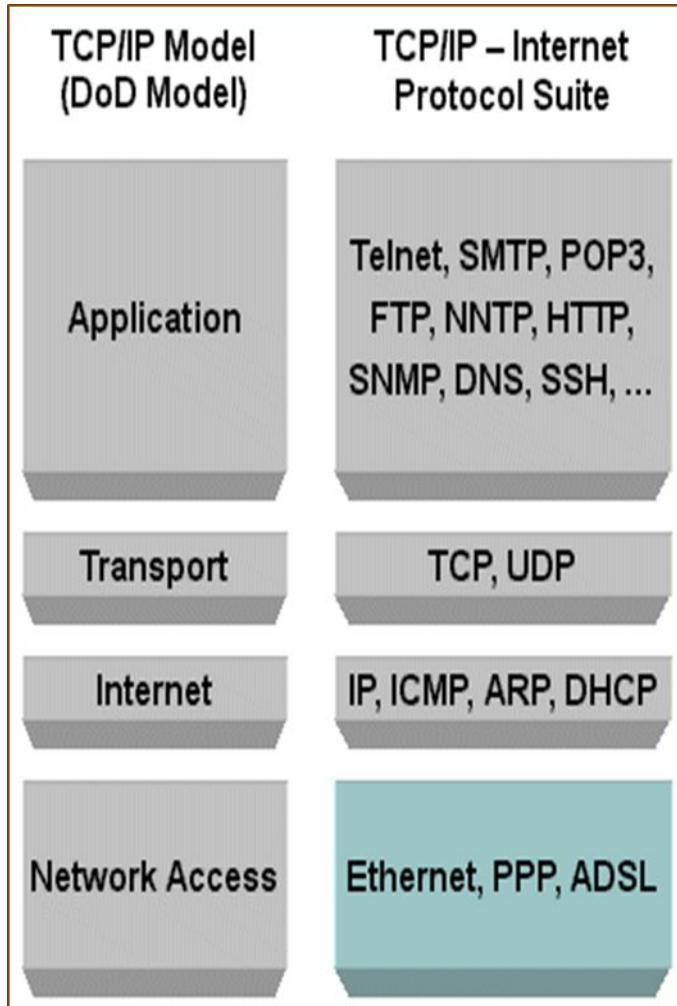 TCP/IP Model
(DoD Model)
TCP/IP – Internet
Protocol Suite
Application
Telnet, SMTP, POP3,
FTP, NNTP, HTTP,
SNMP, DNS, SSH, ...
Transport
TCP, UDP
Internet
IP, ICMP, ARP, DHCP
Network Access
Ethernet, PPP, ADSL